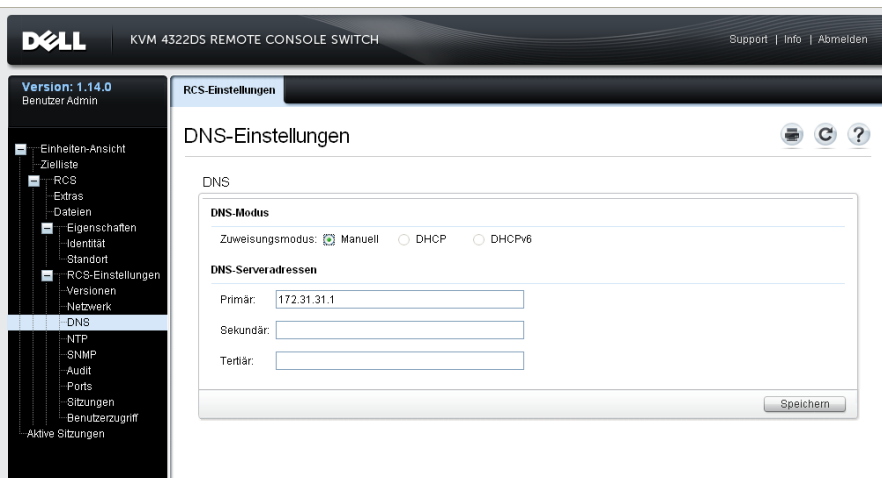 DELL
KVM 4322DS REMOTE CONSOLE SWITCH
Support | Info | Abmelden
Version: 1.14.0
Benutzer Admin
Einheiten-Ansicht
Zielliste
RCS
Extras
Dateien
Eigenschaften
Identität
Standort
RCS-Einstellungen
Versionen
Netzwerk
DNS
NTP
SNMP
Audit
Ports
Sitzungen
Benutzerzugriff
Aktive Sitzungen
RCS-Einstellungen
DNS-Einstellungen
?
DNS
DNS-Modus
Zuweisungsmodus: Manuell DHCP DHCPv6
DNS-Serveradressen
Primär: 172.31.31.1
Sekundär:
Tertiär:
Speichern